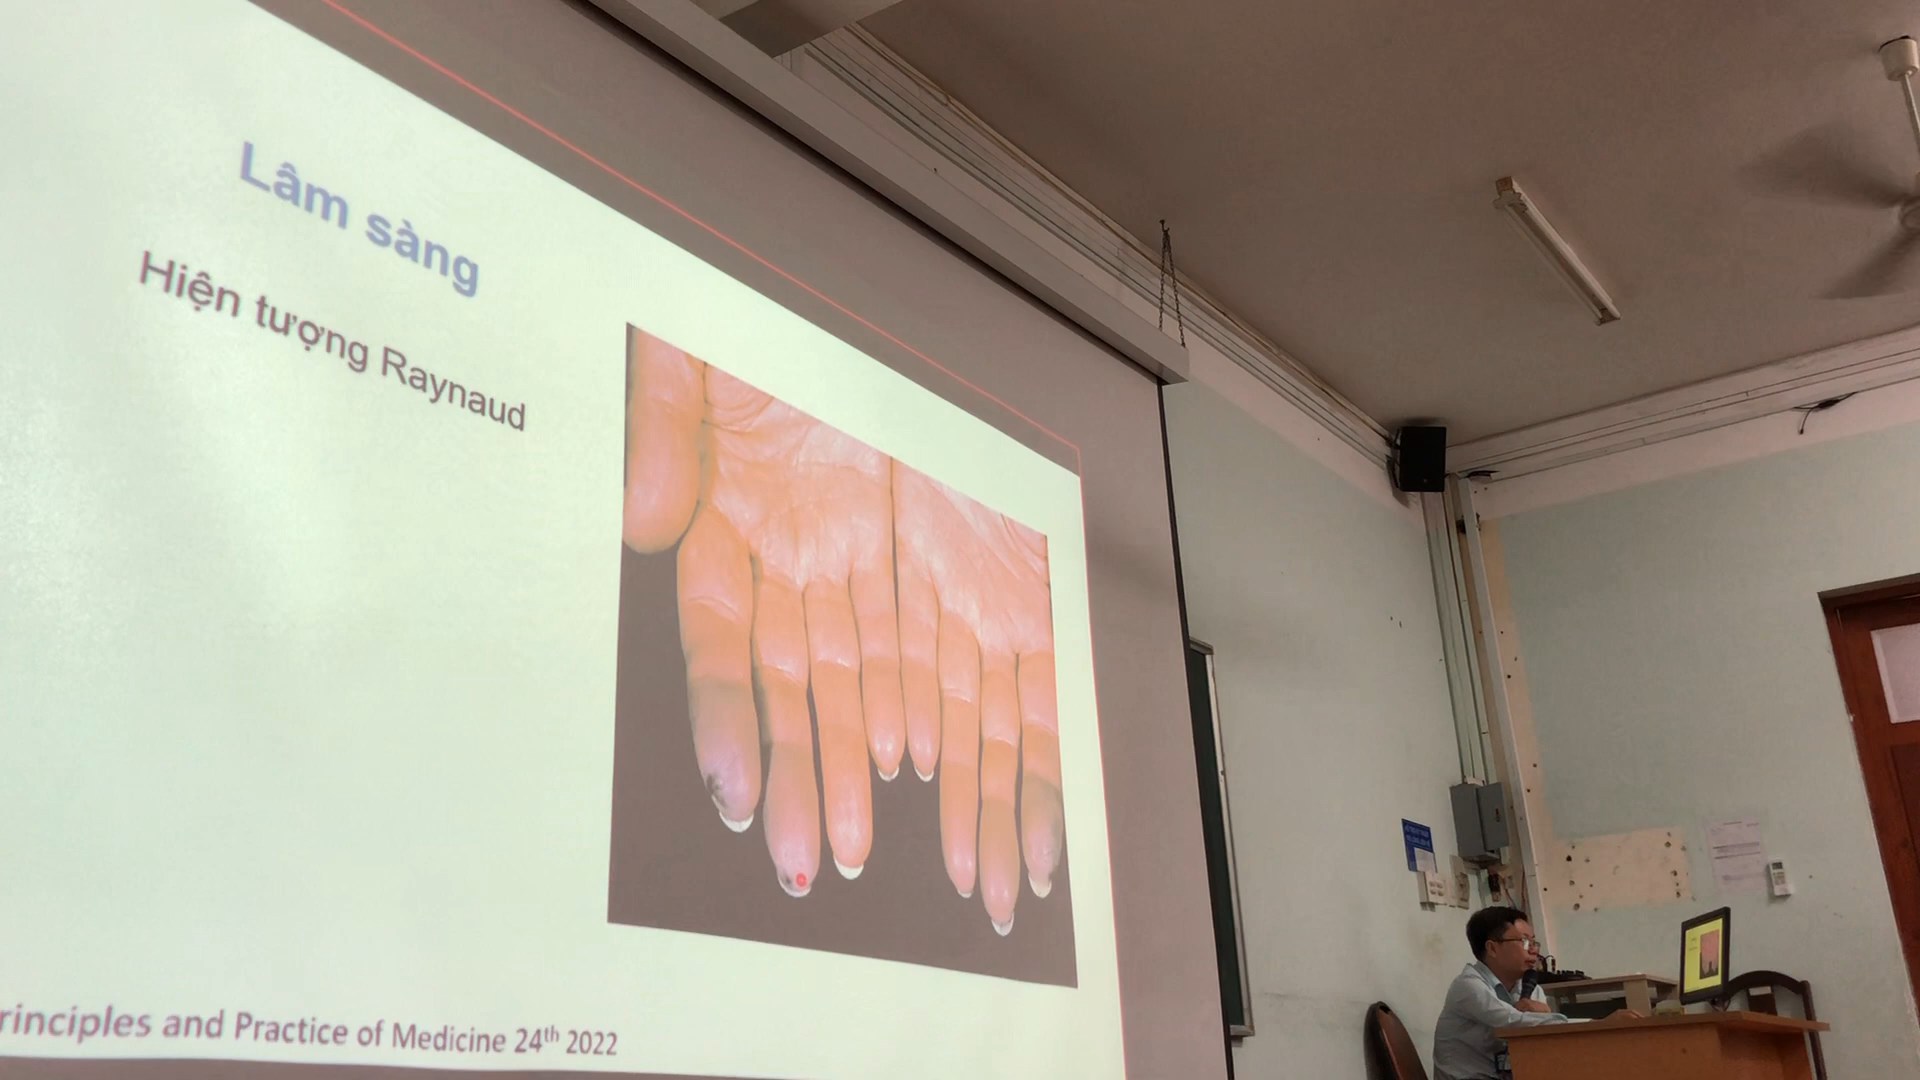 Lâm sàng
Hiện tượng Raynaud
rinciples and Practice of Medicine 24th 2022